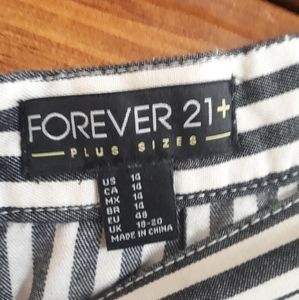 FOREVER 21+
PLUS SIZES
US 14
CA 14
MX 14
BR 14
EU 46
UK 18-20
MADE IN CHINA